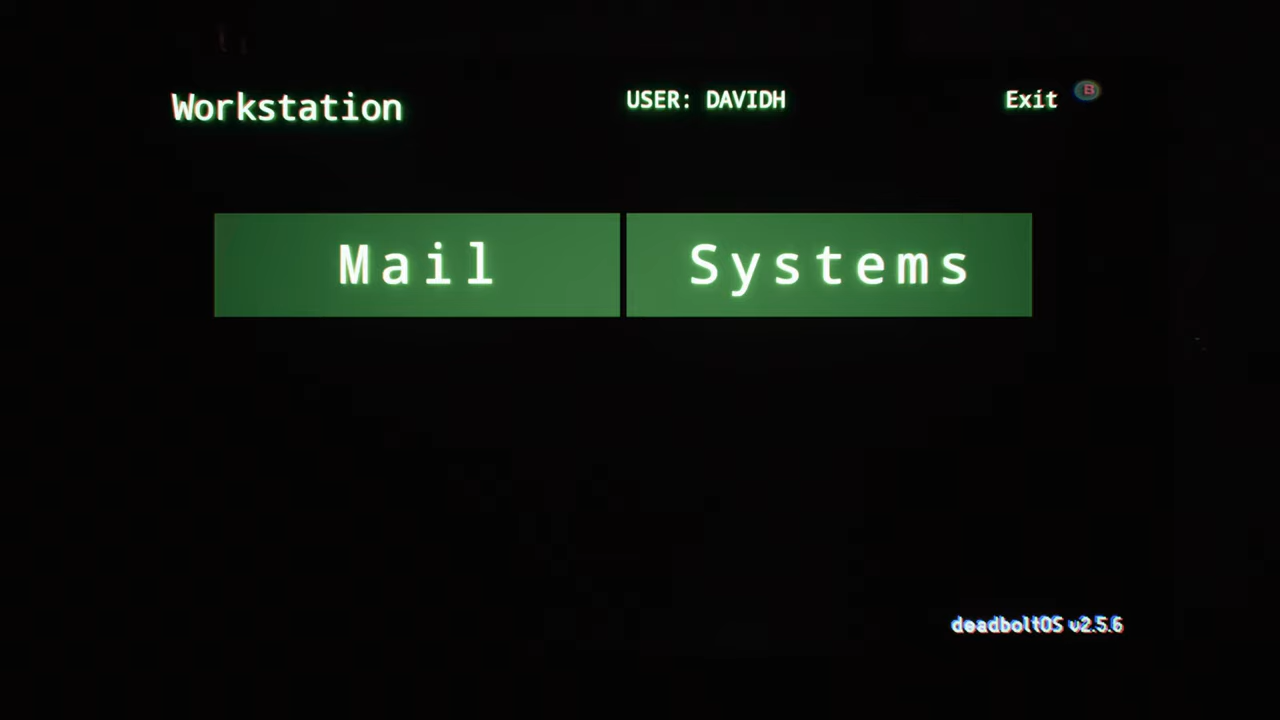 Workstation
USER: DAVIDH
Exit B
Mail
Systems
deadboltOS v2.5.6